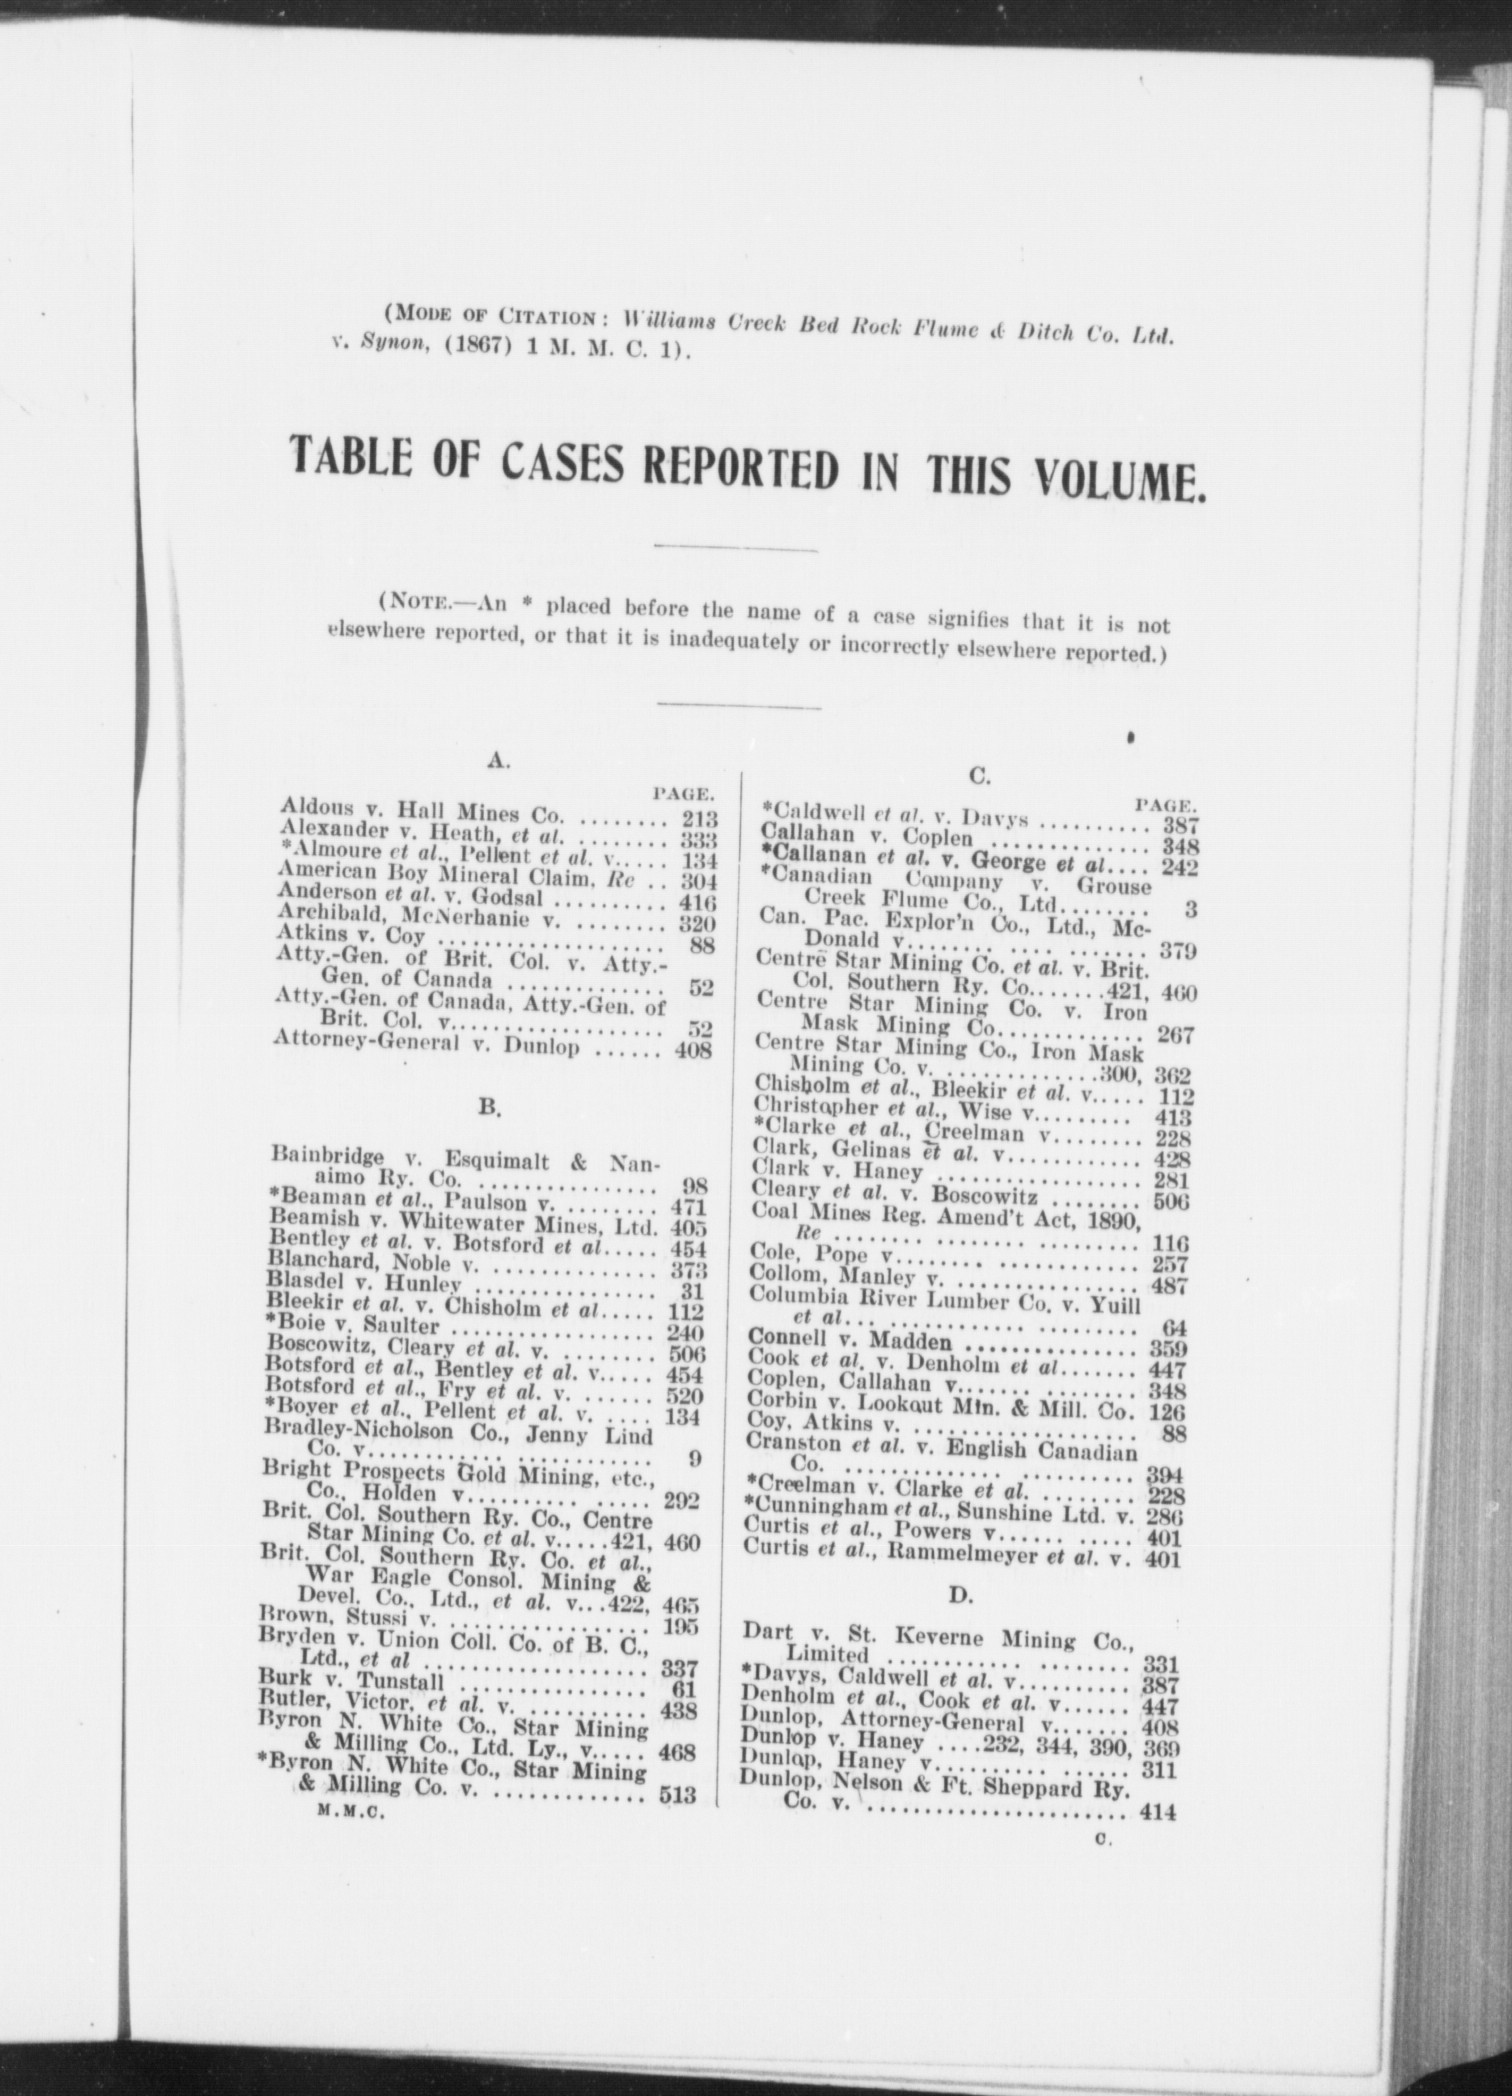 (MODE OF CITATION: Williams Creek Bed Rock Flume & Ditch Co. Ltd.
v. Synon, (1867) 1 M. M. C. 1).
TABLE OF CASES REPORTED IN THIS VOLUME.
(NOTE.—An * placed before the name of a case signifies that it is not
elsewhere reported, or that it is inadequately or incorrectly elsewhere reported.)
A.
PAGE.
Aldous v. Hall Mines Co. ........ 213
Alexander v. Heath, et al. ........ 333
*Almoure et al., Pellent et al. v..... 134
American Boy Mineral Claim, Re .. 304
Anderson et al. v. Godsal .......... 416
Archibald, McNerhanie v. ........ 320
Atkins v. Coy .................... 88
Atty.-Gen. of Brit. Col. v. Atty.-
Gen. of Canada .............. 52
Atty.-Gen. of Canada, Atty.-Gen. of
Brit. Col. v................... 52
Attorney-General v. Dunlop ...... 408
B.
Bainbridge v. Esquimalt & Nan-
aimo Ry. Co. ................ 98
*Beaman et al., Paulson v. ........ 471
Beamish v. Whitewater Mines, Ltd. 405
Bentley et al. v. Botsford et al..... 454
Blanchard, Noble v. .............. 373
Blasdel v. Hunley ................ 31
Bleekir et al. v. Chisholm et al..... 112
*Boie v. Saulter .................. 240
Boscowitz, Cleary et al. v. ........ 506
Botsford et al., Bentley et al. v..... 454
Botsford et al., Fry et al. v. ...... 520
*Boyer et al., Pellent et al. v. .... 134
Bradley-Nicholson Co., Jenny Lind
Co. v........... ............ 9
Bright Prospects Gold Mining, etc.,
Co., Holden v.......... ..... 292
Brit. Col. Southern Ry. Co., Centre
Star Mining Co. et al. v.....421, 460
Brit. Col. Southern Ry. Co. et al.,
War Eagle Consol. Mining &
Devel. Co., Ltd., et al. v...422, 465
Brown, Stussi v. .................. 195
Bryden v. Union Coll. Co. of B. C.,
Ltd., et al .................... 337
Burk v. Tunstall ................ 61
Butler, Victor, et al. v. ........... 438
Byron N. White Co., Star Mining
& Milling Co., Ltd. Ly., v..... 468
*Byron N. White Co., Star Mining
& Milling Co. v. ............. 513
M.M.C.
C.
PAGE.
*Caldwell et al. v. Davys .......... 387
Callahan v. Coplen .............. 348
*Callanan et al. v. George et al.... 242
*Canadian Company v. Grouse
Creek Flume Co., Ltd........ 3
Can. Pac. Explor'n Co., Ltd., Mc-
Donald v........ .... ....... 379
Centre Star Mining Co. et al. v. Brit.
Col. Southern Ry. Co.......421, 460
Centre Star Mining Co. v. Iron
Mask Mining Co............. 267
Centre Star Mining Co., Iron Mask
Mining Co. v. ..............300, 362
Chisholm et al., Bleekir et al. v..... 112
Christopher et al., Wise v......... 413
*Clarke et al., Creelman v........ 228
Clark, Gelinas et al. v............ 428
Clark v. Haney .................. 281
Cleary et al. v. Boscowitz ........ 506
Coal Mines Reg. Amend't Act, 1890,
Re ........ ........ ......... 116
Cole, Pope v........ ............ 257
Collom, Manley v. ................ 487
Columbia River Lumber Co. v. Yuill
et al... ............ ......... 64
Connell v. Madden ............... 359
Cook et al. v. Denholm et al....... 447
Coplen, Callahan v....... ........ 348
Corbin v. Lookout Min. & Mill. Co. 126
Coy, Atkins v. .................... 88
Cranston et al. v. English Canadian
Co. .............. .......... 394
*Creelman v. Clarke et al. ........ 228
*Cunningham et al., Sunshine Ltd. v. 286
Curtis et al., Powers v...... ..... 401
Curtis et al., Rammelmeyer et al. v. 401
D.
Dart v. St. Keverne Mining Co.,
Limited ............ ........ 331
*Davys, Caldwell et al. v.......... 387
Denholm et al., Cook et al. v...... 447
Dunlop, Attorney-General v....... 408
Dunlop v. Haney ....232, 344, 390, 369
Dunlop, Haney v.......... ...... 311
Dunlop, Nelson & Ft. Sheppard Ry.
Co. v. ....................... 414
C.